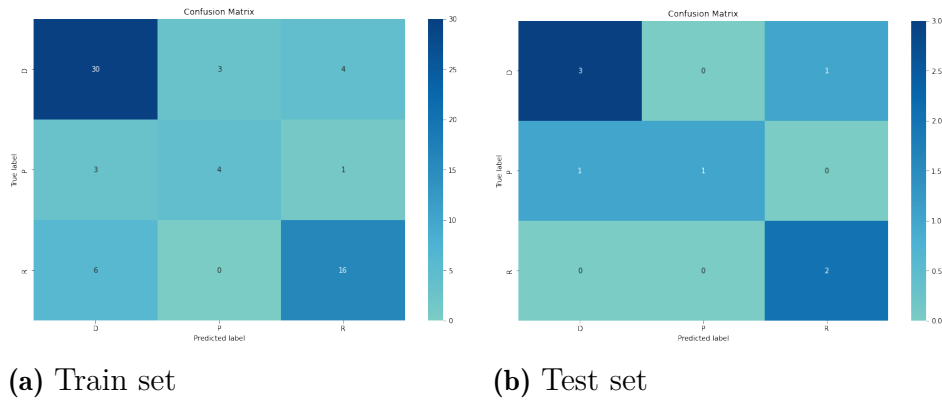 Confusion Matrix
D 30 3 4
P 3 4 1
R 6 0 16
D P R
True label
Predicted label
30
25
20
15
10
5
0
(a) Train set
Confusion Matrix
D 3 0 1
P 1 1 0
R 0 0 2
D P R
True label
Predicted label
3.0
2.5
2.0
1.5
1.0
0.5
0.0
(b) Test set